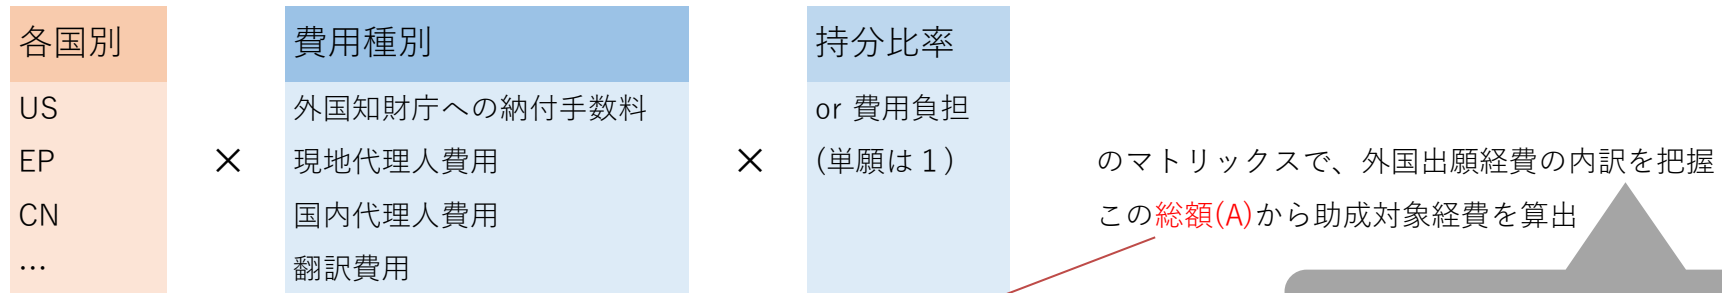 各国別
US
EP
CN
…
×
費用種別
外国知財庁への納付手数料
現地代理人費用
国内代理人費用
翻訳費用
×
持分比率
or 費用負担
(単願は１)
のマトリックスで、外国出願経費の内訳を把握
この総額(A)から助成対象経費を算出